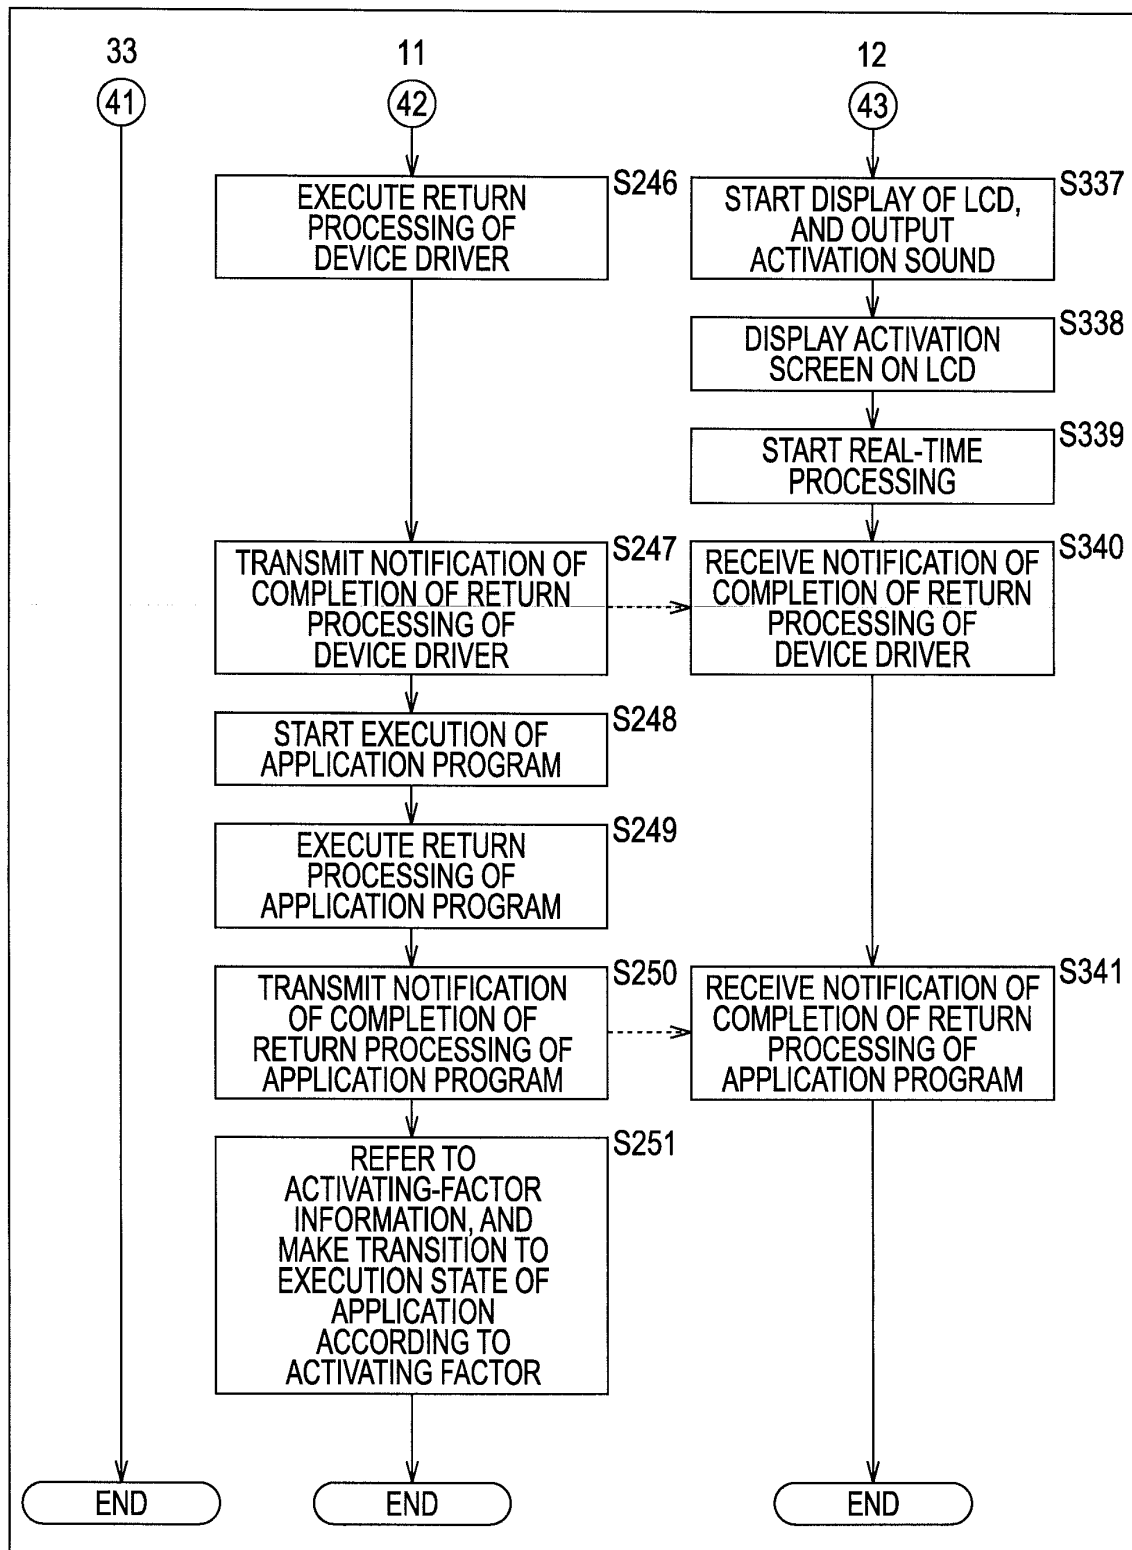 33
11
12
41
42
43
EXECUTE RETURN
PROCESSING OF
DEVICE DRIVER
S246
START DISPLAY OF LCD,
AND OUTPUT
ACTIVATION SOUND
S337
DISPLAY ACTIVATION
SCREEN ON LCD
S338
START REAL-TIME
PROCESSING
S339
TRANSMIT NOTIFICATION OF
COMPLETION OF RETURN
PROCESSING OF
DEVICE DRIVER
S247
RECEIVE NOTIFICATION OF
COMPLETION OF RETURN
PROCESSING OF
DEVICE DRIVER
S340
START EXECUTION OF
APPLICATION PROGRAM
S248
EXECUTE RETURN
PROCESSING OF
APPLICATION PROGRAM
S249
TRANSMIT NOTIFICATION
OF COMPLETION OF
RETURN PROCESSING OF
APPLICATION PROGRAM
S250
RECEIVE NOTIFICATION OF
COMPLETION OF RETURN
PROCESSING OF
APPLICATION PROGRAM
S341
REFER TO
ACTIVATING-FACTOR
INFORMATION, AND
MAKE TRANSITION TO
EXECUTION STATE OF
APPLICATION
ACCORDING TO
ACTIVATING FACTOR
S251
END
END
END